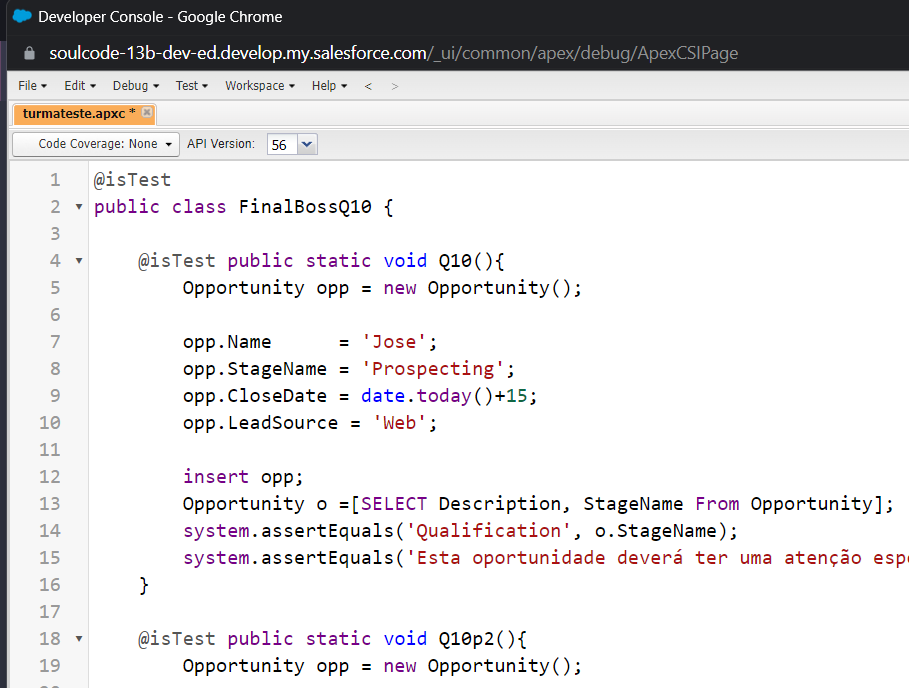 Developer Console - Google Chrome
soulcode-13b-dev-ed.develop.my.salesforce.com/_ui/common/apex/debug/ApexCSIPage
File Edit Debug Test Workspace Help < >
turmateste.apxc *
Code Coverage: None API Version: 56
1 @isTest
2 public class FinalBossQ10 {
3
4 @isTest public static void Q10(){
5 Opportunity opp = new Opportunity();
6
7 opp.Name = 'Jose';
8 opp.StageName = 'Prospecting';
9 opp.CloseDate = date.today()+15;
10 opp.LeadSource = 'Web';
11
12 insert opp;
13 Opportunity o =[SELECT Description, StageName From Opportunity];
14 system.assertEquals('Qualification', o.StageName);
15 system.assertEquals('Esta oportunidade deverá ter uma atenção esp
16 }
17
18 @isTest public static void Q10p2(){
19 Opportunity opp = new Opportunity();